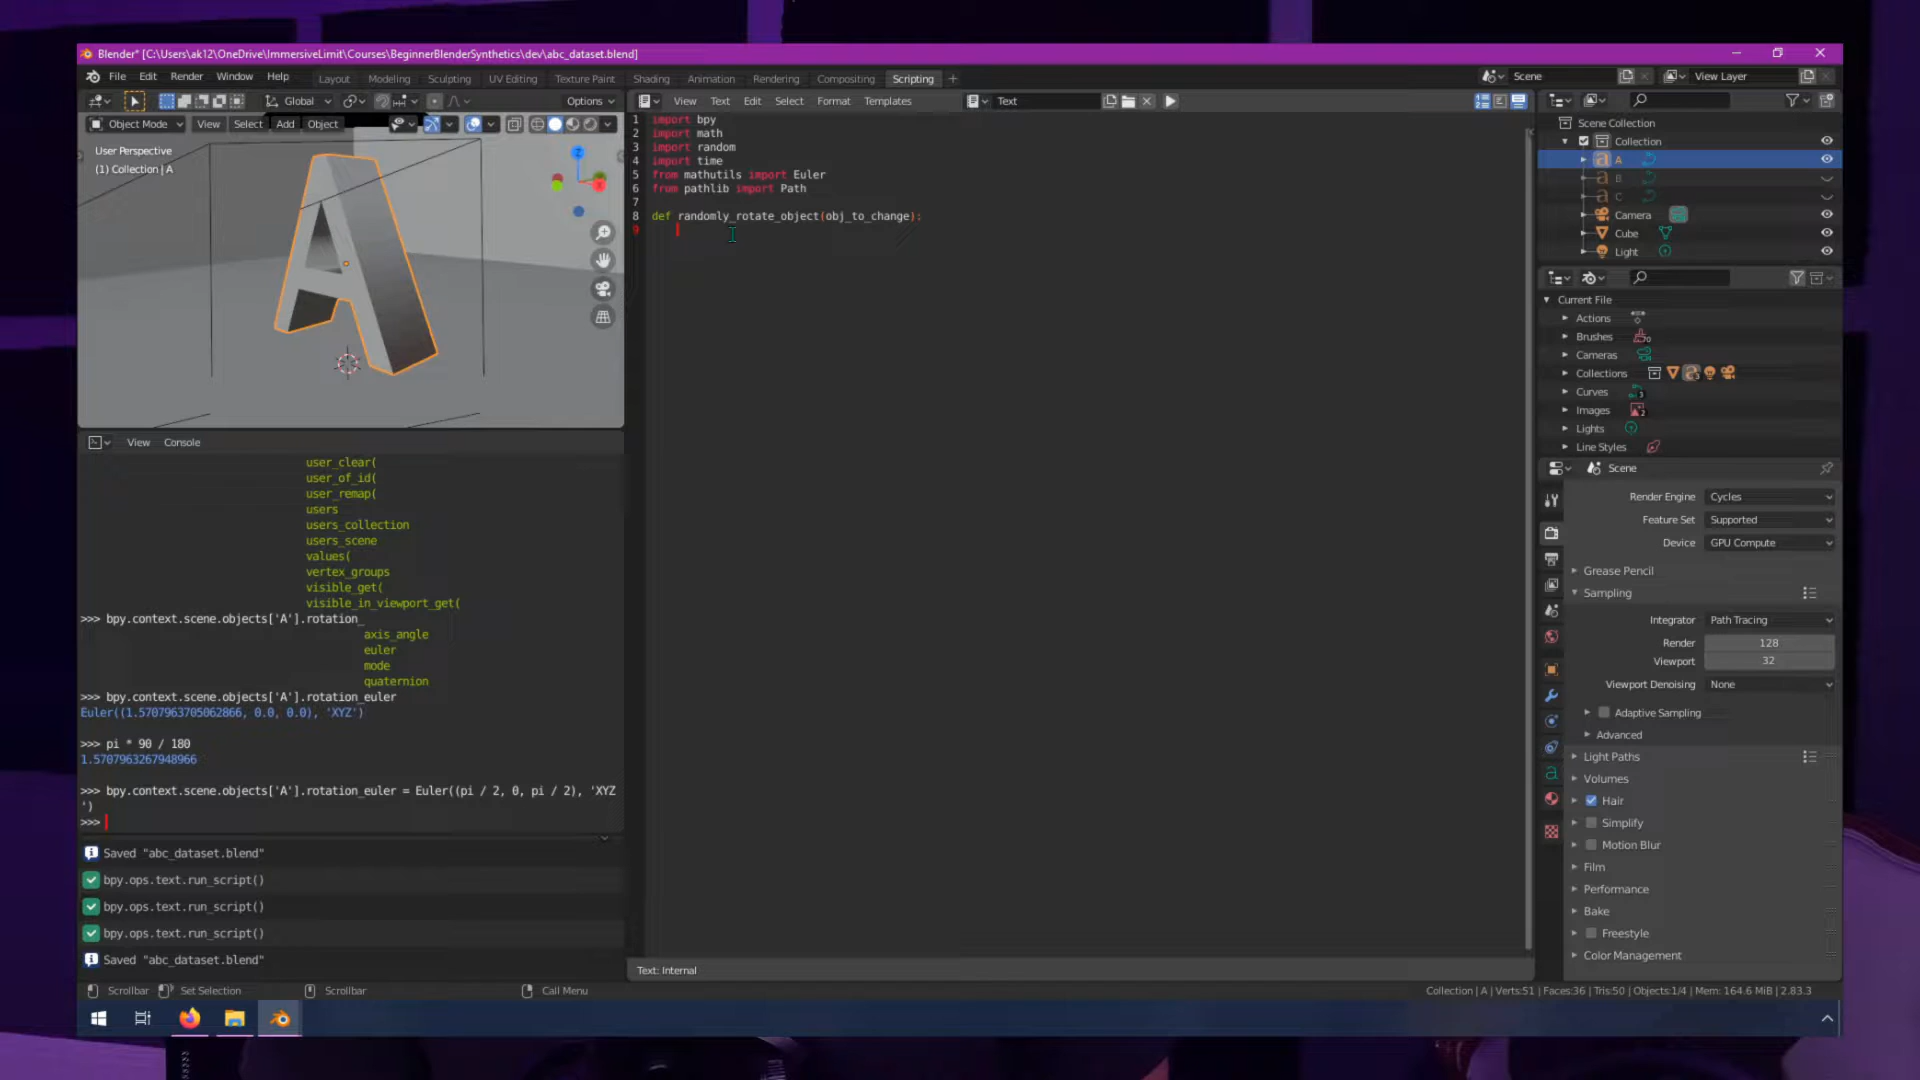 Blender* [C:\Users\ak12\OneDrive\ImmersiveLimit\Courses\BeginnerBlenderSynthetics\dev\abc_dataset.blend]
File Edit Render Window Help Layout Modeling Sculpting UV Editing Texture Paint Shading Animation Rendering Compositing Scripting + Scene View Layer
Global Options
View Text Edit Select Format Templates Text
Object Mode View Select Add Object
User Perspective
(1) Collection | A
1 import bpy
2 import math
3 import random
4 import time
5 from mathutils import Euler
6 from pathlib import Path
7
8 def randomly_rotate_object(obj_to_change):
9
Scene Collection
Collection
A
B
C
Camera
Cube
Light
Current File
Actions
Brushes
Cameras
Collections
Curves
Images
Lights
Line Styles
View Console
user_clear(
user_of_id(
user_remap(
users
users_collection
users_scene
values(
vertex_groups
visible_get(
visible_in_viewport_get(
>>> bpy.context.scene.objects['A'].rotation_
axis_angle
euler
mode
quaternion
>>> bpy.context.scene.objects['A'].rotation_euler
Euler((1.5707963705062866, 0.0, 0.0), 'XYZ')
>>> pi * 90 / 180
1.5707963267948966
>>> bpy.context.scene.objects['A'].rotation_euler = Euler((pi / 2, 0, pi / 2), 'XYZ
')
>>>
Saved "abc_dataset.blend"
bpy.ops.text.run_script()
bpy.ops.text.run_script()
bpy.ops.text.run_script()
Saved "abc_dataset.blend"
Scene
Render Engine Cycles
Feature Set Supported
Device GPU Compute
Grease Pencil
Sampling
Integrator Path Tracing
Render 128
Viewport 32
Viewport Denoising None
Adaptive Sampling
Advanced
Light Paths
Volumes
Hair
Simplify
Motion Blur
Film
Performance
Bake
Freestyle
Color Management
Text: Internal
Scrollbar Set Selection Scrollbar Call Menu Collection | A | Verts:51 | Faces:36 | Tris:50 | Objects:1/4 | Mem: 164.6 MiB | 2.83.3